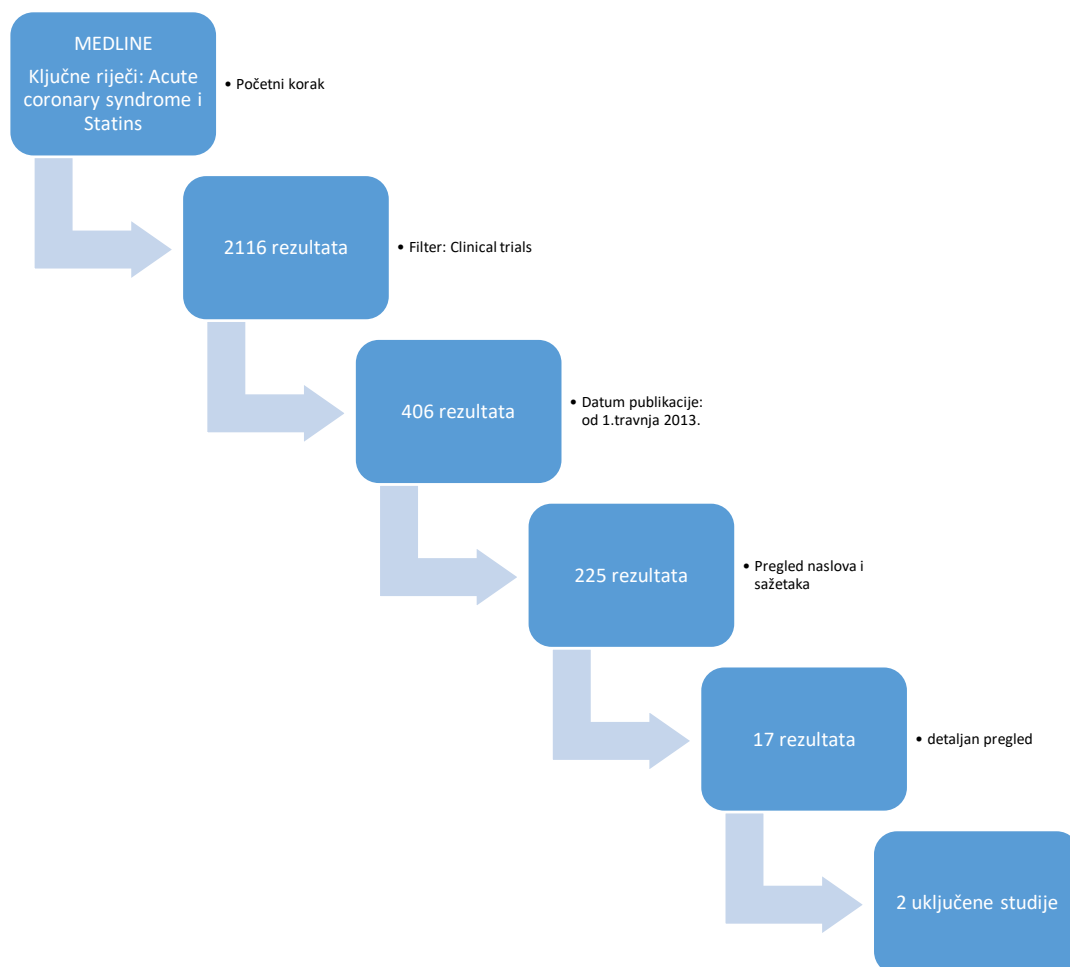 MEDLINE
Ključne riječi: Acute
coronary syndrome i
Statins
• Početni korak
2116 rezultata
• Filter: Clinical trials
406 rezultata
• Datum publikacije:
od 1.travnja 2013.
225 rezultata
• Pregled naslova i
sažetaka
17 rezultata
• detaljan pregled
2 uključene studije